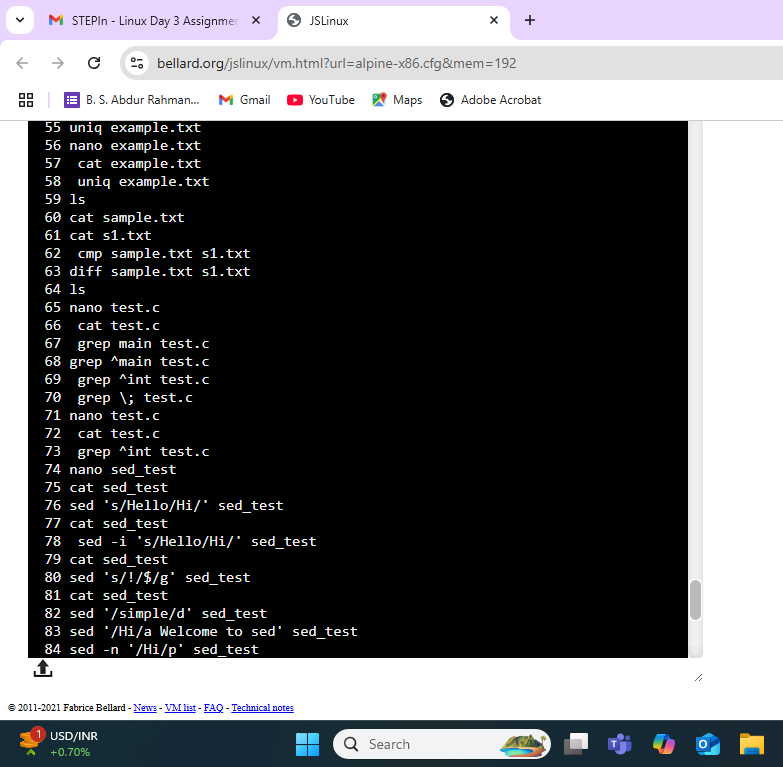 STEPIn - Linux Day 3 Assignmen
JSLinux
bellard.org/jslinux/vm.html?url=alpine-x86.cfg&mem=192
B. S. Abdur Rahman...
Gmail
YouTube
Maps
Adobe Acrobat
55 uniq example.txt
56 nano example.txt
57  cat example.txt
58  uniq example.txt
59 ls
60 cat sample.txt
61 cat s1.txt
62  cmp sample.txt s1.txt
63 diff sample.txt s1.txt
64 ls
65 nano test.c
66  cat test.c
67  grep main test.c
68 grep ^main test.c
69  grep ^int test.c
70  grep \; test.c
71 nano test.c
72  cat test.c
73  grep ^int test.c
74 nano sed_test
75 cat sed_test
76 sed 's/Hello/Hi/' sed_test
77 cat sed_test
78  sed -i 's/Hello/Hi/' sed_test
79 cat sed_test
80 sed 's/!/$/g' sed_test
81 cat sed_test
82 sed '/simple/d' sed_test
83 sed '/Hi/a Welcome to sed' sed_test
84 sed -n '/Hi/p' sed_test
© 2011-2021 Fabrice Bellard - News - VM list - FAQ - Technical notes
1
USD/INR
+0.70%
Search